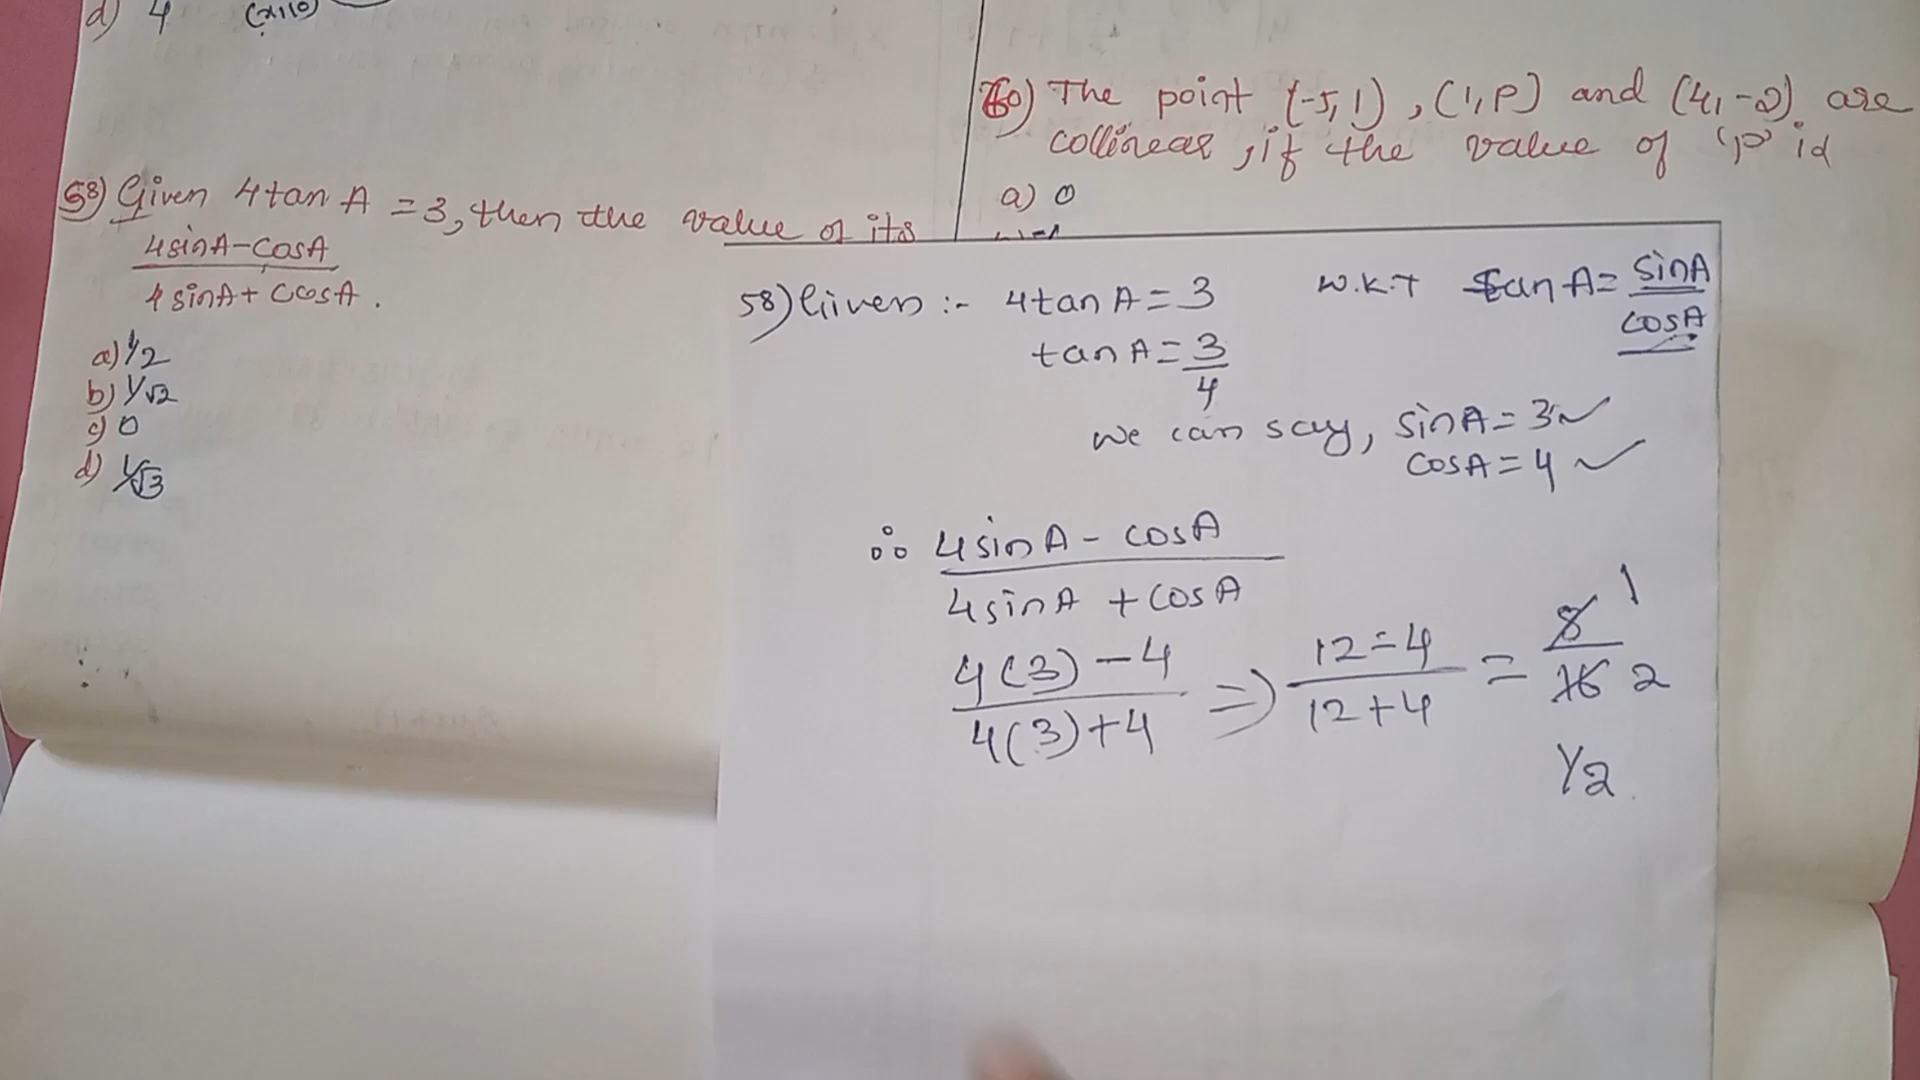 d) 4
58) Given 4tan A = 3, then the value of its
4sinA-cosA
4 sinA+ CcosA .
a) 1/2
b) 1/√2
c) 0
d) 1/√3
60) The point (-5,1) , (1,P) and (4,-2) are
collinear , if the value of 'P' is
a) 0
58) Given :- 4tan A = 3
W.K.T tan A = sinA
cosA
tan A = 3
4
We can say, sinA = 3
cosA = 4
∴ 4sinA - cosA
4sinA + cosA
4(3) - 4
4(3)+4
=> 12-4
12+4
= 8 1
16 2
1/2